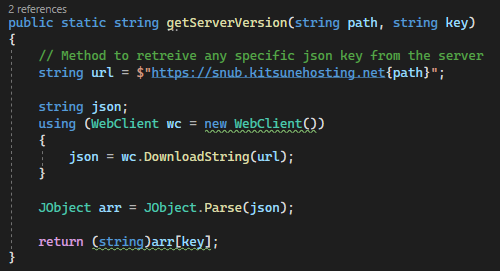 2 references
public static string getServerVersion(string path, string key)
{
// Method to retreive any specific json key from the server
string url = $"https://snub.kitsunehosting.net{path}";
string json;
using (WebClient wc = new WebClient())
{
json = wc.DownloadString(url);
}
JObject arr = JObject.Parse(json);
return (string)arr[key];
}